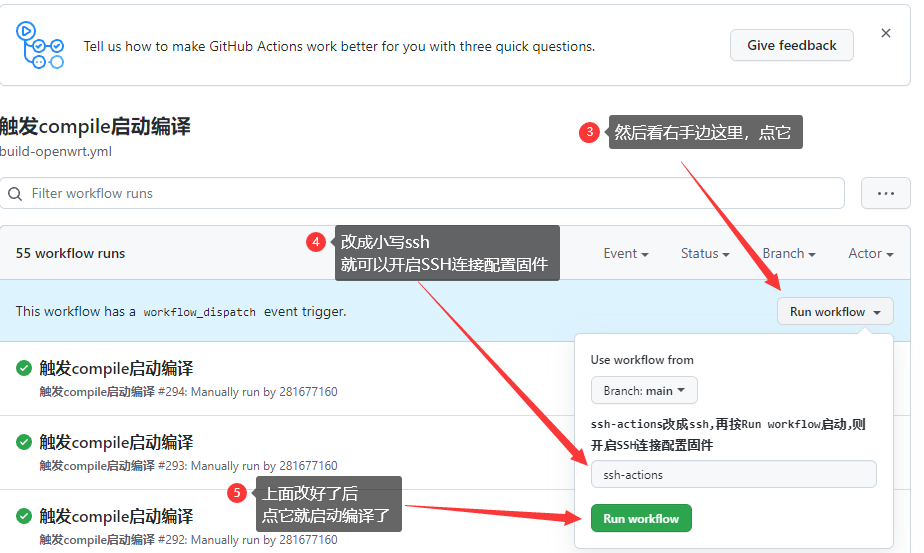 Tell us how to make GitHub Actions work better for you with three quick questions.
Give feedback
触发compile启动编译
build-openwrt.yml
3 然后看右手边这里，点它
Filter workflow runs
4 改成小写ssh
就可以开启SSH连接配置固件
55 workflow runs
Event
Status
Branch
Actor
This workflow has a workflow_dispatch event trigger.
Run workflow
Use workflow from
Branch: main
ssh-actions改成ssh,再按Run workflow启动,则
开启SSH连接配置固件
ssh-actions
Run workflow
触发compile启动编译
触发compile启动编译 #294: Manually run by 281677160
触发compile启动编译
触发compile启动编译 #293: Manually run by 281677160
5 上面改好了后
点它就启动编译了
触发compile启动编译
触发compile启动编译 #292: Manually run by 281677160